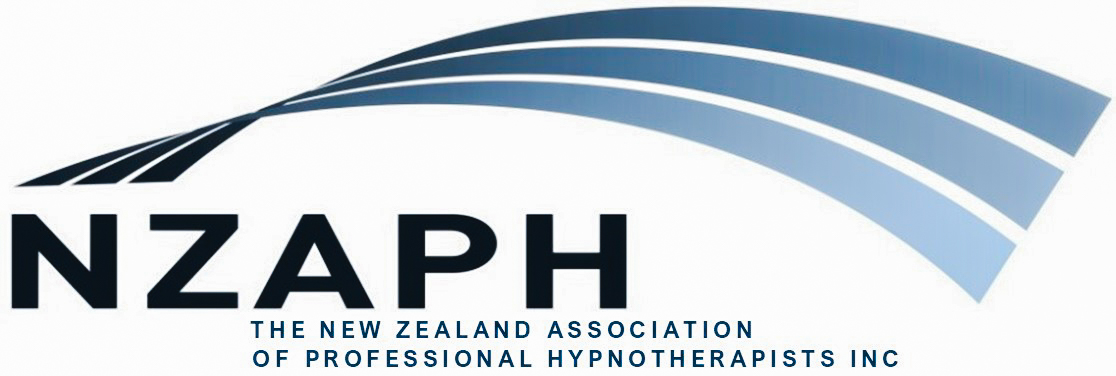 NZAPH
THE NEW ZEALAND ASSOCIATION
OF PROFESSIONAL HYPNOTHERAPISTS INC